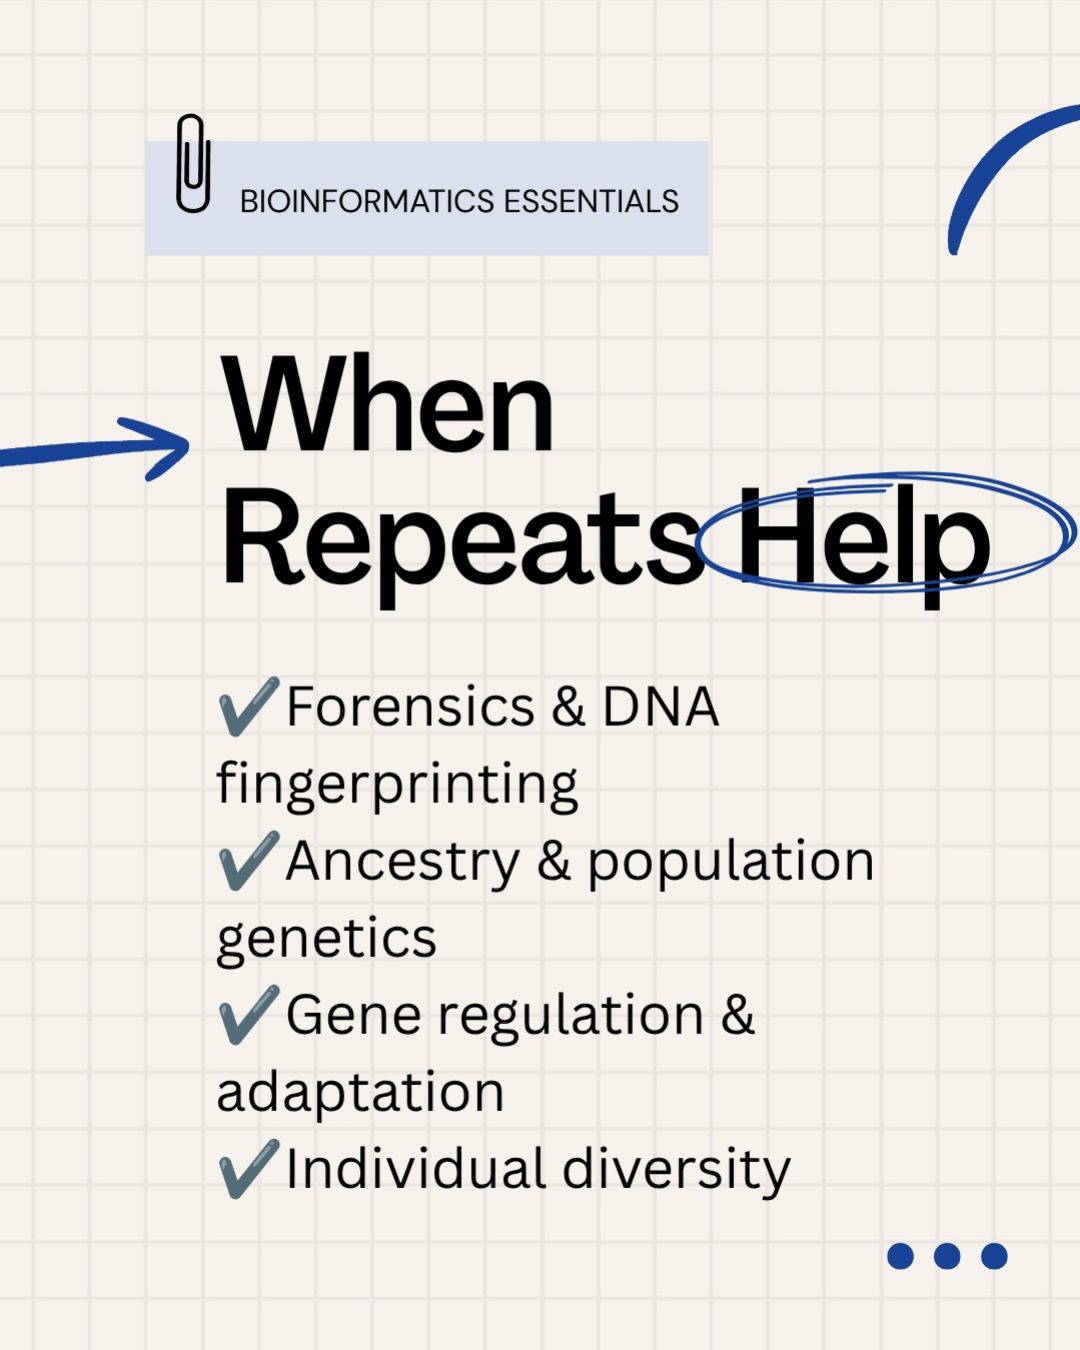 BIOINFORMATICS ESSENTIALS
When
Repeats Help
✔Forensics & DNA
fingerprinting
✔Ancestry & population
genetics
✔Gene regulation &
adaptation
✔Individual diversity